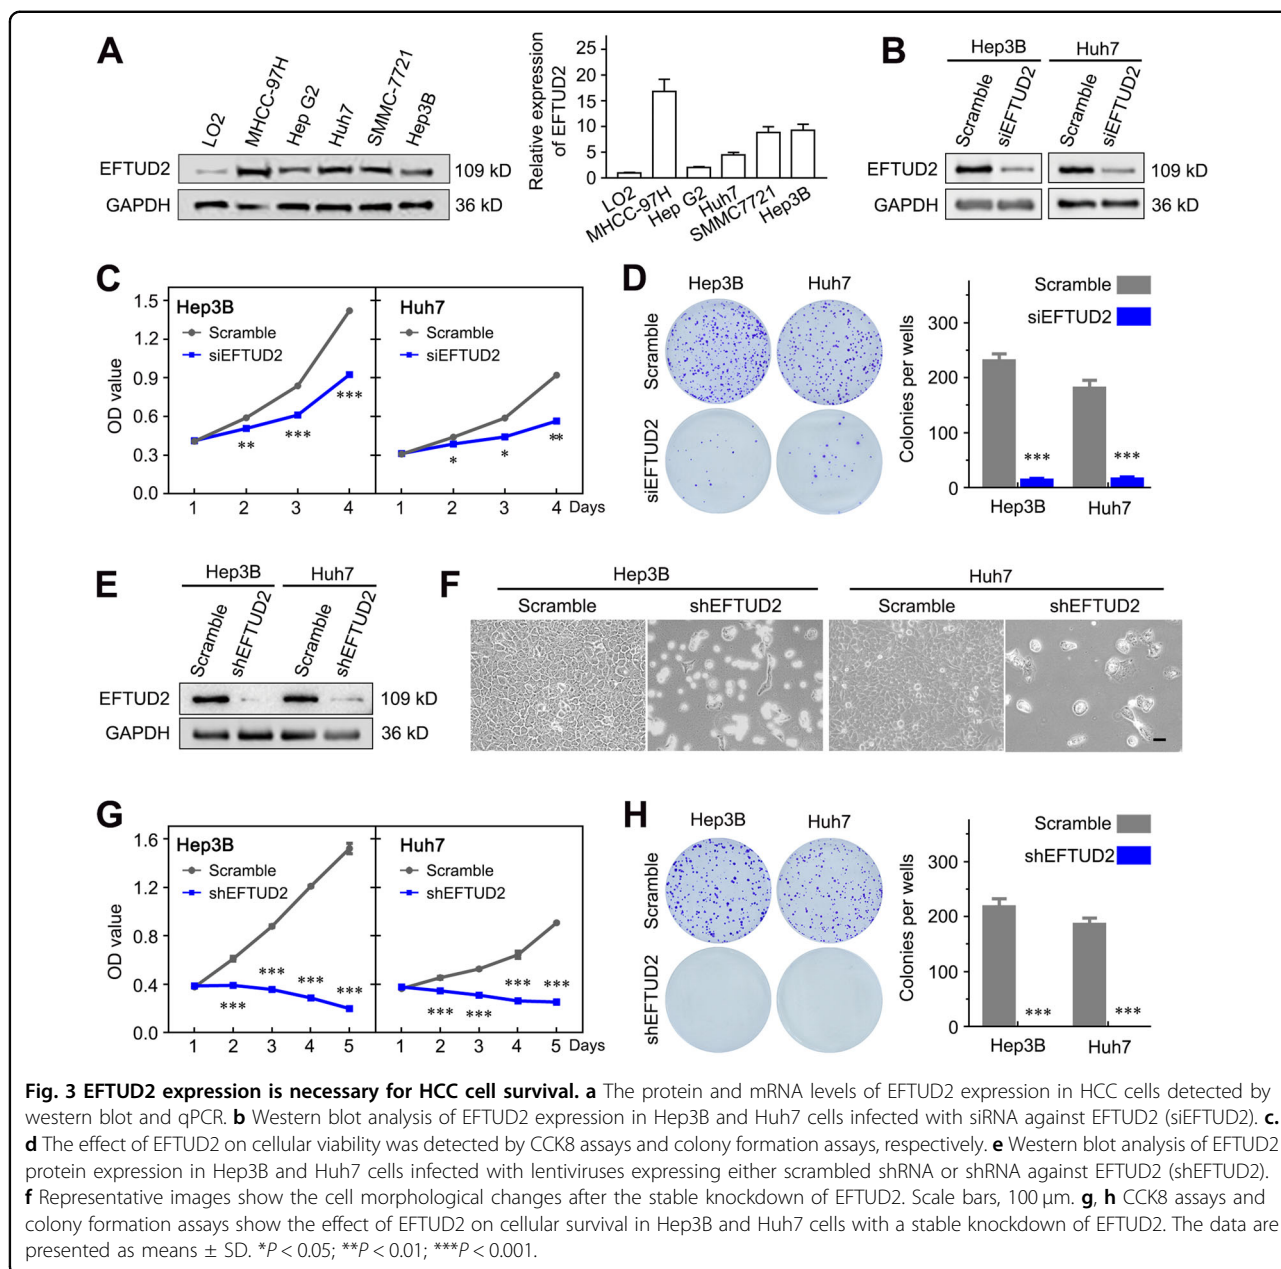 A
LO2
MHCC-97H
Hep G2
Huh7
SMMC-7721
Hep3B
EFTUD2
109 kD
GAPDH
36 kD
Relative expression
of EFTUD2
25
20
15
10
5
0
LO2
MHCC-97H
Hep G2
Huh7
SMMC7721
Hep3B
B
Hep3B
Huh7
Scramble
siEFTUD2
Scramble
siEFTUD2
EFTUD2
109 kD
GAPDH
36 kD
C
OD value
1.5
1.2
0.9
0.6
0.3
0.0
Hep3B
Scramble
siEFTUD2
**
***
***
1 2 3 4
Huh7
Scramble
siEFTUD2
*
*
**
1 2 3 4 Days
D
Hep3B
Huh7
Scramble
siEFTUD2
Scramble
siEFTUD2
Colonies per wells
300
200
100
0
***
***
Hep3B
Huh7
E
Hep3B
Huh7
Scramble
shEFTUD2
Scramble
shEFTUD2
EFTUD2
109 kD
GAPDH
36 kD
F
Hep3B
Huh7
Scramble
shEFTUD2
Scramble
shEFTUD2
G
OD value
1.6
1.2
0.8
0.4
0.0
Hep3B
Scramble
shEFTUD2
***
***
***
***
1 2 3 4 5
Huh7
Scramble
shEFTUD2
***
***
***
***
1 2 3 4 5 Days
H
Hep3B
Huh7
Scramble
shEFTUD2
Scramble
shEFTUD2
Colonies per wells
300
200
100
0
***
***
Hep3B
Huh7
Fig. 3 EFTUD2 expression is necessary for HCC cell survival. a The protein and mRNA levels of EFTUD2 expression in HCC cells detected by
western blot and qPCR. b Western blot analysis of EFTUD2 expression in Hep3B and Huh7 cells infected with siRNA against EFTUD2 (siEFTUD2). c.
d The effect of EFTUD2 on cellular viability was detected by CCK8 assays and colony formation assays, respectively. e Western blot analysis of EFTUD2
protein expression in Hep3B and Huh7 cells infected with lentiviruses expressing either scrambled shRNA or shRNA against EFTUD2 (shEFTUD2).
f Representative images show the cell morphological changes after the stable knockdown of EFTUD2. Scale bars, 100 μm. g, h CCK8 assays and
colony formation assays show the effect of EFTUD2 on cellular survival in Hep3B and Huh7 cells with a stable knockdown of EFTUD2. The data are
presented as means ± SD. *P < 0.05; **P < 0.01; ***P < 0.001.